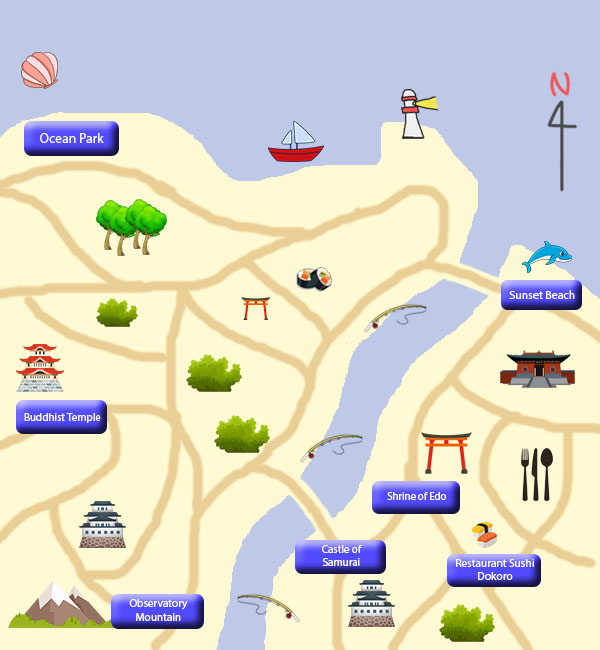 N
Ocean Park
Sunset Beach
Buddhist Temple
Shrine of Edo
Castle of
Samurai
Restaurant Sushi
Dokoro
Observatory
Mountain